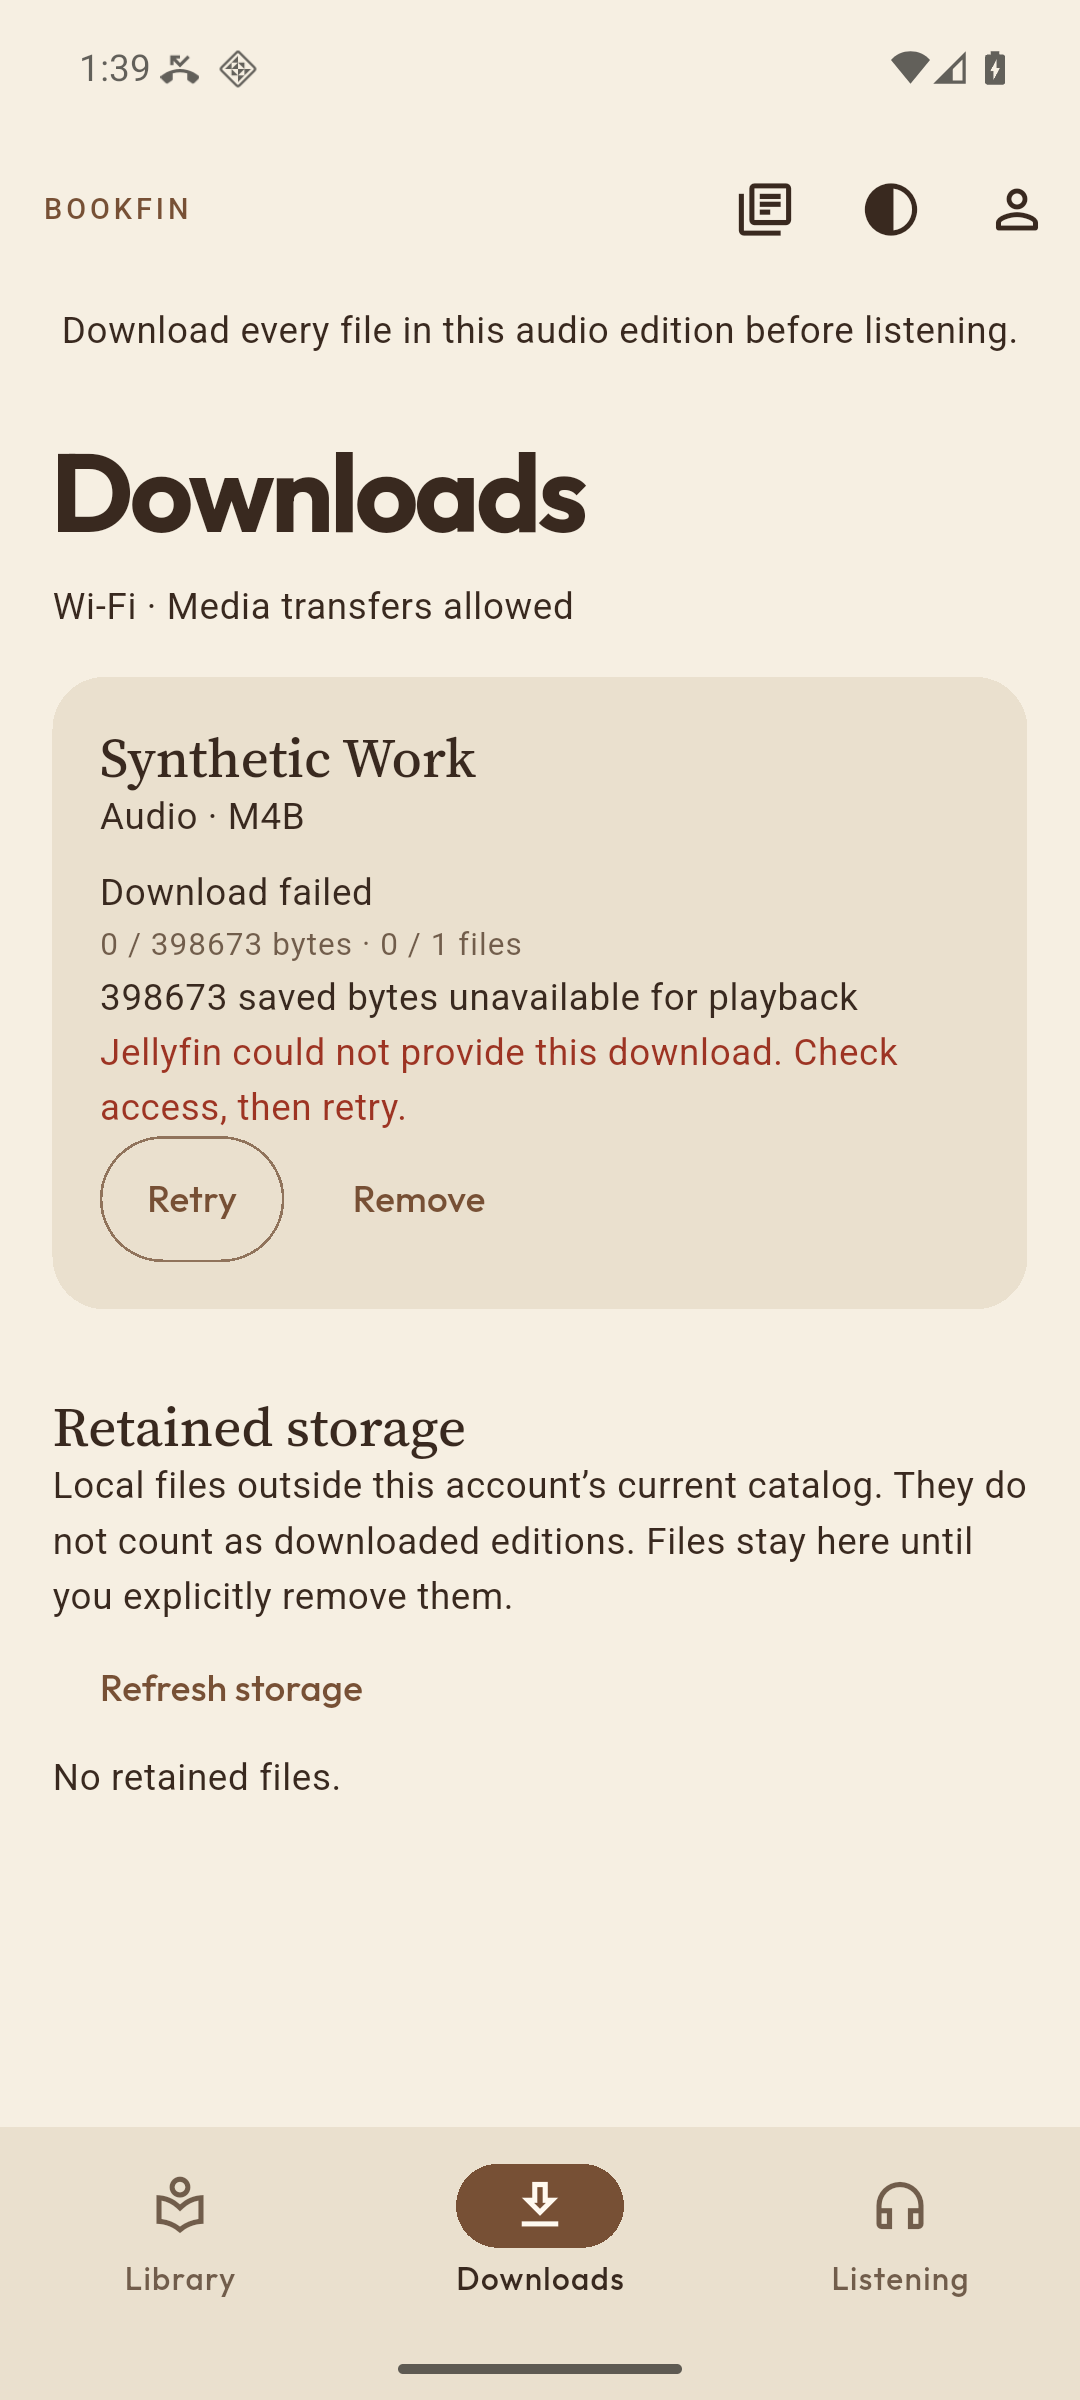 1:39
BOOKFIN
Download every file in this audio edition before listening.
Downloads
Wi-Fi · Media transfers allowed
Synthetic Work
Audio · M4B
Download failed
0 / 398673 bytes · 0 / 1 files
398673 saved bytes unavailable for playback
Jellyfin could not provide this download. Check
access, then retry.
Retry Remove
Retained storage
Local files outside this account’s current catalog. They do
not count as downloaded editions. Files stay here until
you explicitly remove them.
Refresh storage
No retained files.
Library Downloads Listening